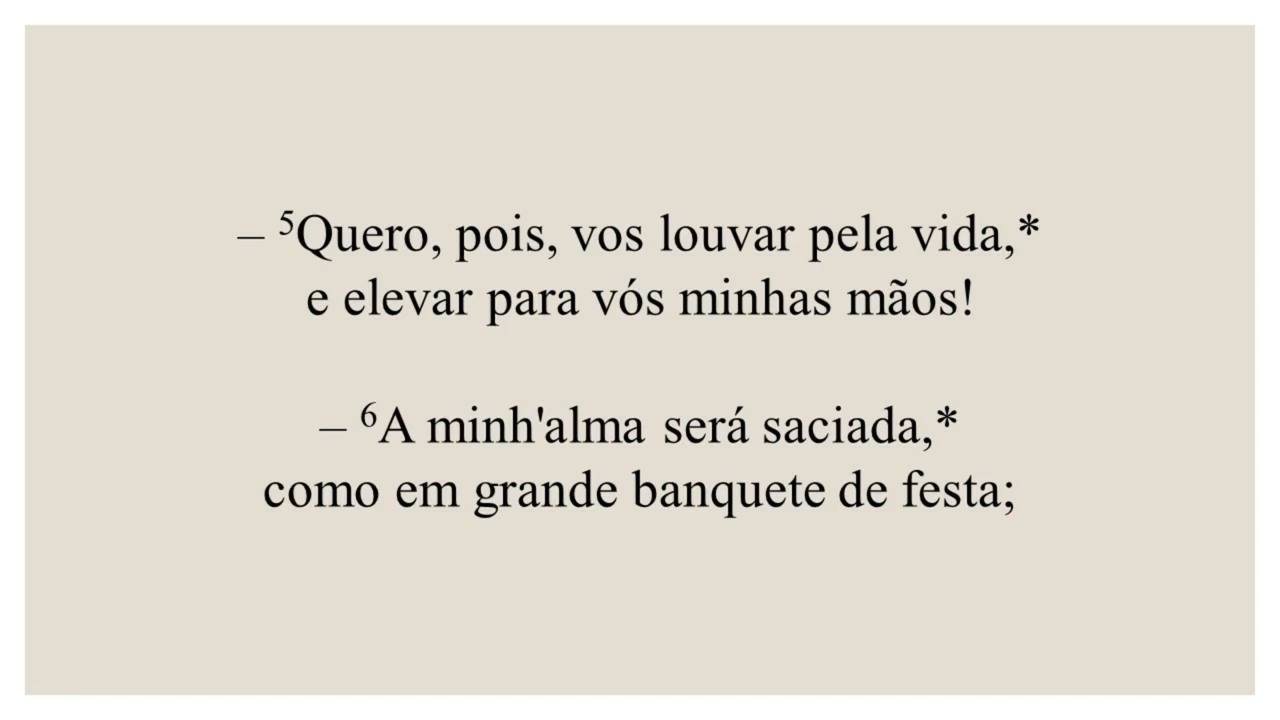 – ⁵Quero, pois, vos louvar pela vida,*
e elevar para vós minhas mãos!
– ⁶A minh'alma será saciada,*
como em grande banquete de festa;